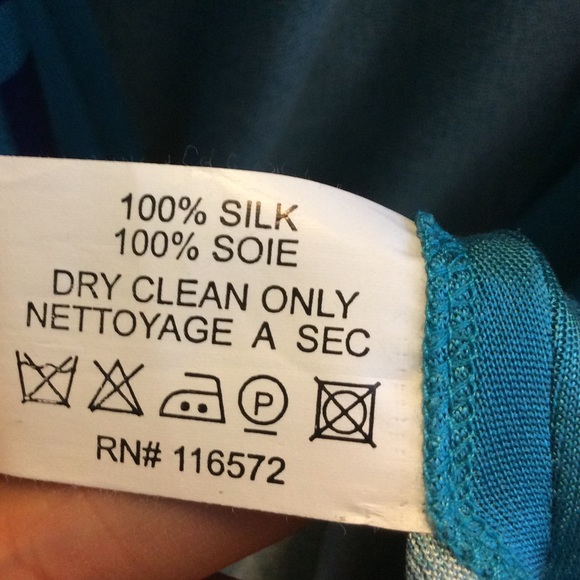 100% SILK
100% SOIE
DRY CLEAN ONLY
NETTOYAGE A SEC
P
RN# 116572